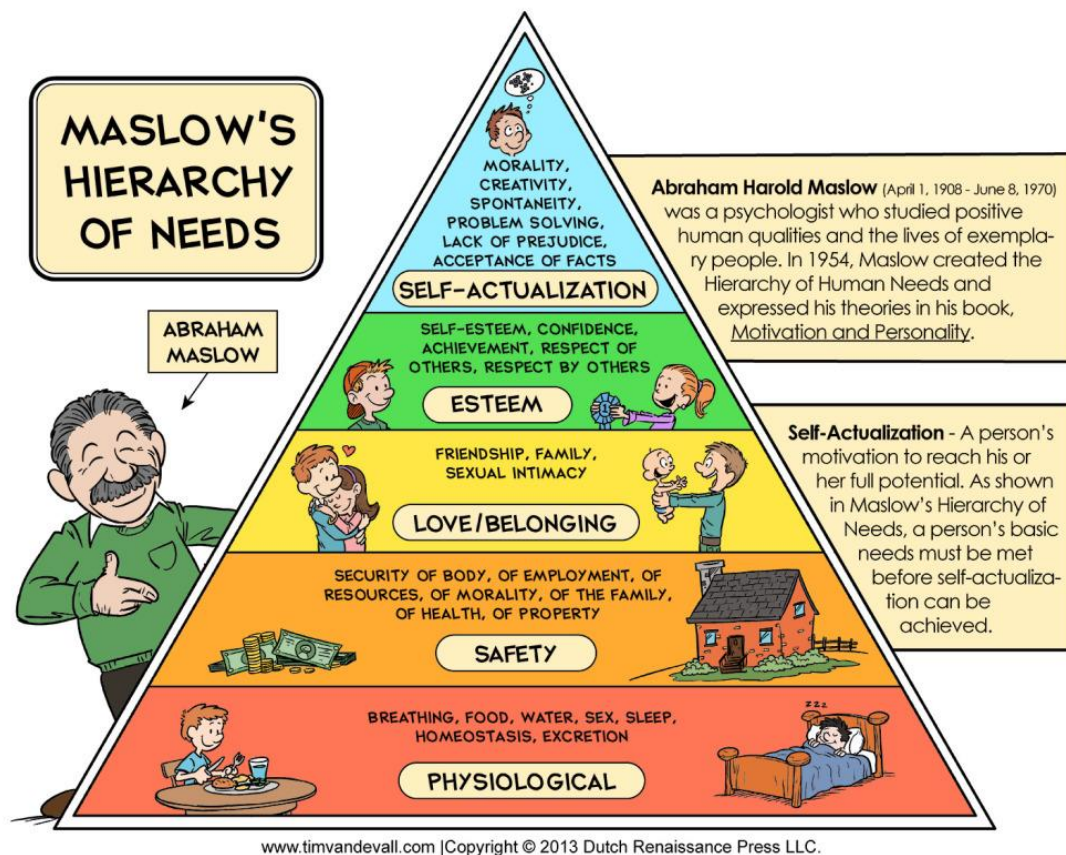 MASLOW'S
HIERARCHY
OF NEEDS
ABRAHAM
MASLOW
MORALITY,
CREATIVITY,
SPONTANEITY,
PROBLEM SOLVING,
LACK OF PREJUDICE,
ACCEPTANCE OF FACTS
SELF-ACTUALIZATION
SELF-ESTEEM, CONFIDENCE,
ACHIEVEMENT, RESPECT OF
OTHERS, RESPECT BY OTHERS
ESTEEM
1
FRIENDSHIP, FAMILY,
SEXUAL INTIMACY
LOVE/BELONGING
SECURITY OF BODY, OF EMPLOYMENT, OF
RESOURCES, OF MORALITY, OF THE FAMILY,
OF HEALTH, OF PROPERTY
SAFETY
BREATHING, FOOD, WATER, SEX, SLEEP,
HOMEOSTASIS, EXCRETION
PHYSIOLOGICAL
ZZZ
Abraham Harold Maslow (April 1, 1908 - June 8, 1970)
was a psychologist who studied positive
human qualities and the lives of exempla-
ry people. In 1954, Maslow created the
Hierarchy of Human Needs and
expressed his theories in his book,
Motivation and Personality.
Self-Actualization - A person's
motivation to reach his or
her full potential. As shown
in Maslow's Hierarchy of
Needs, a person's basic
needs must be met
before self-actualiza-
tion can be
achieved.
www.timvandevall.com |Copyright © 2013 Dutch Renaissance Press LLC.